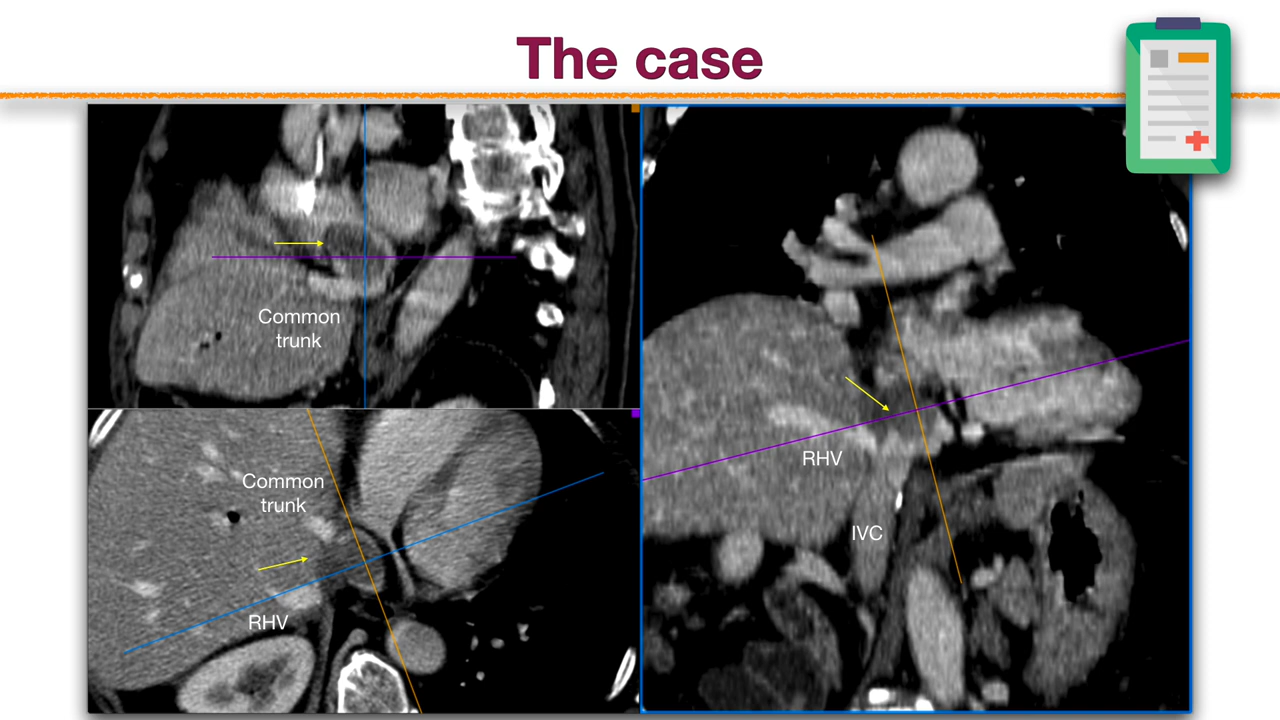 The case
Common
trunk
Common
trunk
RHV
RHV
IVC